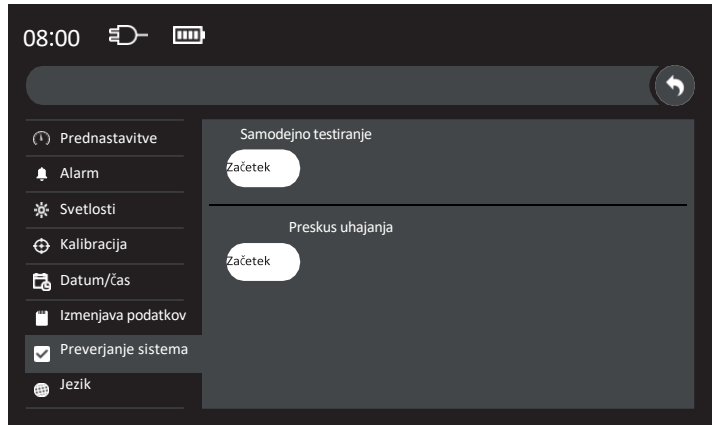 08:00
Prednastavitve
Alarm
Svetlosti
Kalibracija
Datum/čas
Izmenjava podatkov
Preverjanje sistema
Jezik
Samodejno testiranje
Začetek
Preskus uhajanja
Začetek